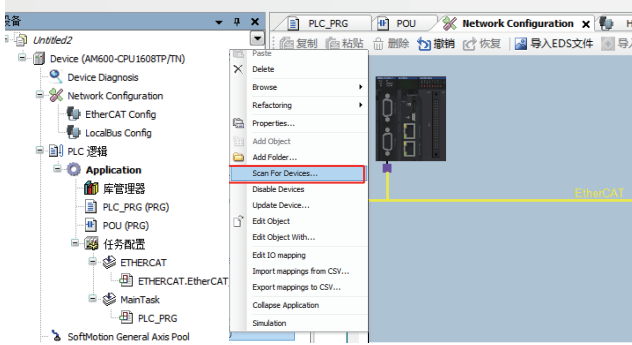 设备
PLC_PRG
POU
Network Configuration
H
Untitled2
复制
粘贴
删除
撤销
恢复
导入EDS文件
导
Device (AM600-CPU1608TP/TN)
Device Diagnosis
Network Configuration
EtherCAT Config
LocalBus Config
PLC 逻辑
Application
库管理器
PLC_PRG (PRG)
POU (PRG)
任务配置
ETHERCAT
ETHERCAT.EtherCAT_
MainTask
PLC_PRG
SoftMotion General Axis Pool
Paste
Delete
Browse
Refactoring
Properties...
Add Object
Add Folder...
Scan For Devices...
Disable Devices
Update Device...
Edit Object
Edit Object With...
Edit IO mapping
Import mappings from CSV...
Export mappings to CSV...
Collapse Application
Simulation
EtherCAT